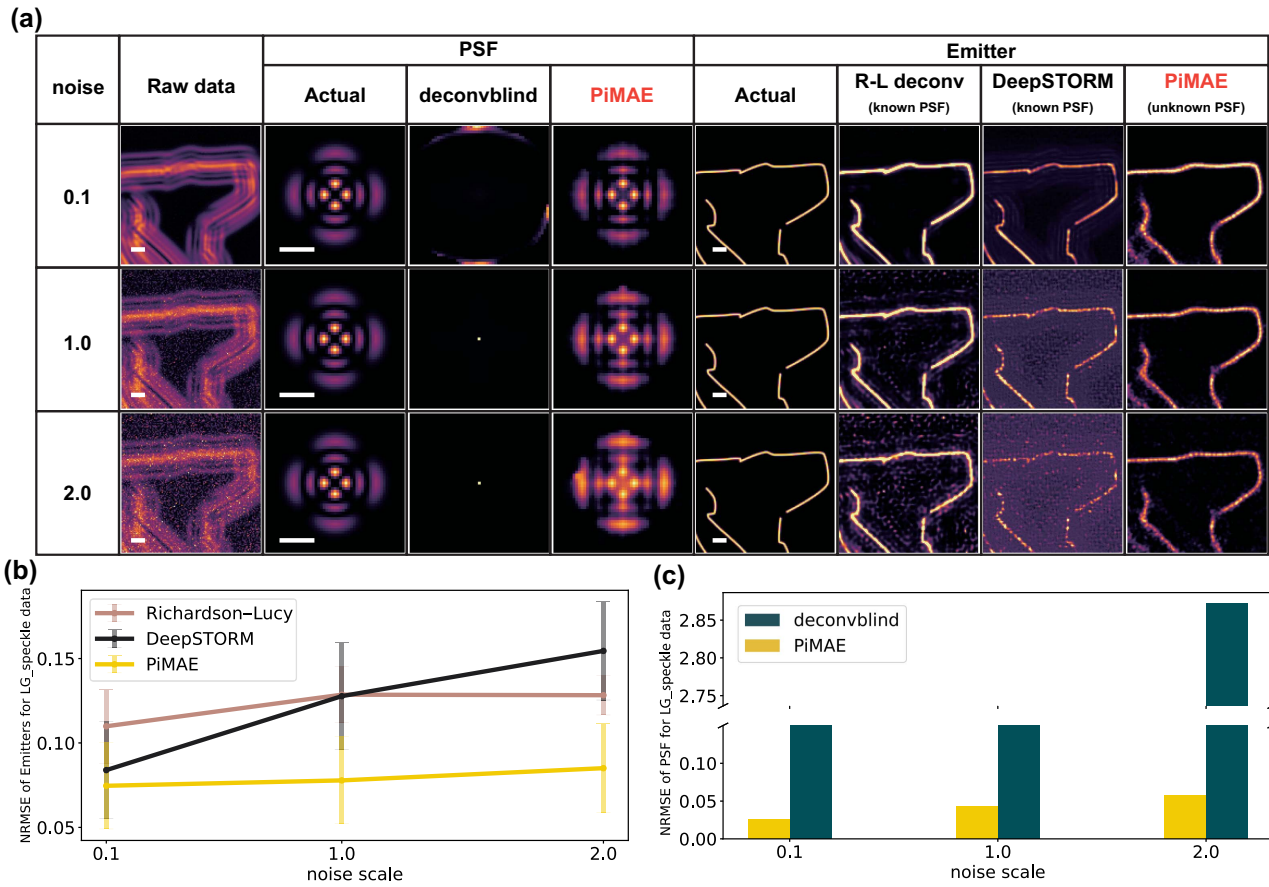 (a)
noise
Raw data
PSF
Emitter
Actual
deconvblind
PiMAE
Actual
R-L deconv
(known PSF)
DeepSTORM
(known PSF)
PiMAE
(unknown PSF)
0.1
1.0
2.0
(b)
NRMSE of Emitters for LG_speckle data
0.15
0.10
0.05
Richardson–Lucy
DeepSTORM
PiMAE
0.1
1.0
2.0
noise scale
(c)
NRMSE of PSF for LG_speckle data
2.85
2.80
2.75
0.10
0.05
0.00
deconvblind
PiMAE
0.1
1.0
2.0
noise scale